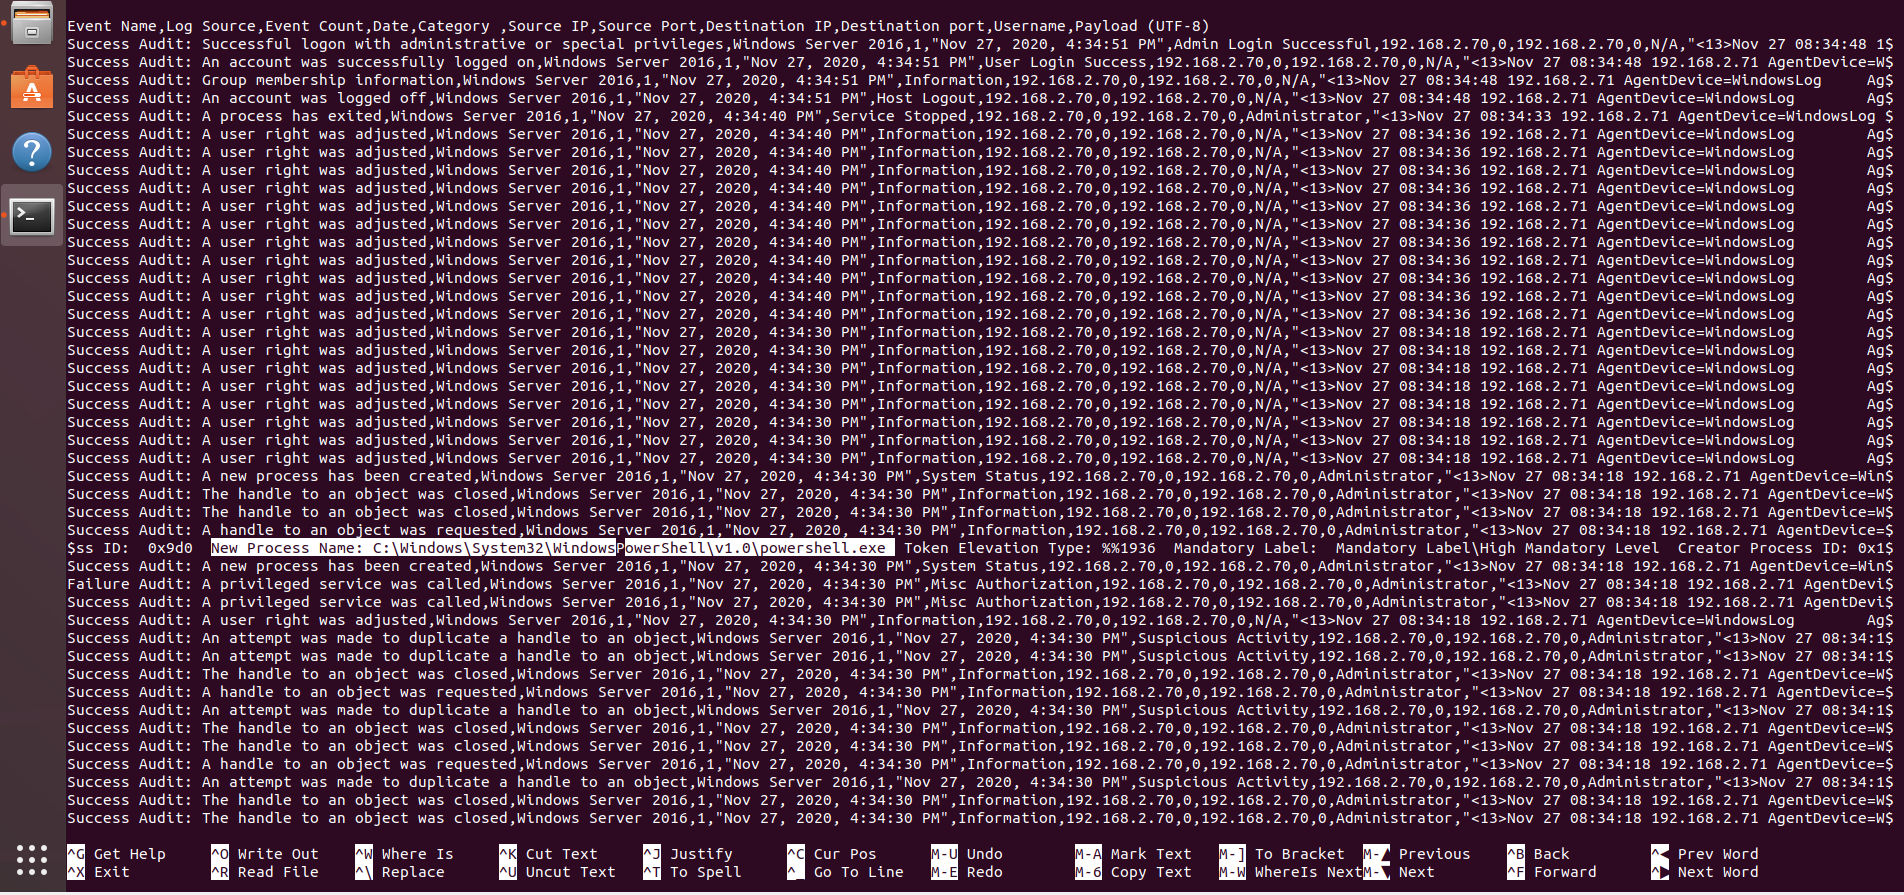 Event Name,Log Source,Event Count,Date,Category ,Source IP,Source Port,Destination IP,Destination port,Username,Payload (UTF-8)
Success Audit: Successful logon with administrative or special privileges,Windows Server 2016,1,"Nov 27, 2020, 4:34:51 PM",Admin Login Successful,192.168.2.70,0,192.168.2.70,0,N/A,"<13>Nov 27 08:34:48 1$
Success Audit: An account was successfully logged on,Windows Server 2016,1,"Nov 27, 2020, 4:34:51 PM",User Login Success,192.168.2.70,0,192.168.2.70,0,N/A,"<13>Nov 27 08:34:48 192.168.2.71 AgentDevice=W$
Success Audit: Group membership information,Windows Server 2016,1,"Nov 27, 2020, 4:34:51 PM",Information,192.168.2.70,0,192.168.2.70,0,N/A,"<13>Nov 27 08:34:48 192.168.2.71 AgentDevice=WindowsLog     Ag$
Success Audit: An account was logged off,Windows Server 2016,1,"Nov 27, 2020, 4:34:51 PM",Host Logout,192.168.2.70,0,192.168.2.70,0,N/A,"<13>Nov 27 08:34:48 192.168.2.71 AgentDevice=WindowsLog        Ag$
Success Audit: A process has exited,Windows Server 2016,1,"Nov 27, 2020, 4:34:40 PM",Service Stopped,192.168.2.70,0,192.168.2.70,0,Administrator,"<13>Nov 27 08:34:33 192.168.2.71 AgentDevice=WindowsLog $
Success Audit: A user right was adjusted,Windows Server 2016,1,"Nov 27, 2020, 4:34:40 PM",Information,192.168.2.70,0,192.168.2.70,0,N/A,"<13>Nov 27 08:34:36 192.168.2.71 AgentDevice=WindowsLog        Ag$
Success Audit: A user right was adjusted,Windows Server 2016,1,"Nov 27, 2020, 4:34:40 PM",Information,192.168.2.70,0,192.168.2.70,0,N/A,"<13>Nov 27 08:34:36 192.168.2.71 AgentDevice=WindowsLog        Ag$
Success Audit: A user right was adjusted,Windows Server 2016,1,"Nov 27, 2020, 4:34:40 PM",Information,192.168.2.70,0,192.168.2.70,0,N/A,"<13>Nov 27 08:34:36 192.168.2.71 AgentDevice=WindowsLog        Ag$
Success Audit: A user right was adjusted,Windows Server 2016,1,"Nov 27, 2020, 4:34:40 PM",Information,192.168.2.70,0,192.168.2.70,0,N/A,"<13>Nov 27 08:34:36 192.168.2.71 AgentDevice=WindowsLog        Ag$
Success Audit: A user right was adjusted,Windows Server 2016,1,"Nov 27, 2020, 4:34:40 PM",Information,192.168.2.70,0,192.168.2.70,0,N/A,"<13>Nov 27 08:34:36 192.168.2.71 AgentDevice=WindowsLog        Ag$
Success Audit: A user right was adjusted,Windows Server 2016,1,"Nov 27, 2020, 4:34:40 PM",Information,192.168.2.70,0,192.168.2.70,0,N/A,"<13>Nov 27 08:34:36 192.168.2.71 AgentDevice=WindowsLog        Ag$
Success Audit: A user right was adjusted,Windows Server 2016,1,"Nov 27, 2020, 4:34:40 PM",Information,192.168.2.70,0,192.168.2.70,0,N/A,"<13>Nov 27 08:34:36 192.168.2.71 AgentDevice=WindowsLog        Ag$
Success Audit: A user right was adjusted,Windows Server 2016,1,"Nov 27, 2020, 4:34:40 PM",Information,192.168.2.70,0,192.168.2.70,0,N/A,"<13>Nov 27 08:34:36 192.168.2.71 AgentDevice=WindowsLog        Ag$
Success Audit: A user right was adjusted,Windows Server 2016,1,"Nov 27, 2020, 4:34:40 PM",Information,192.168.2.70,0,192.168.2.70,0,N/A,"<13>Nov 27 08:34:36 192.168.2.71 AgentDevice=WindowsLog        Ag$
Success Audit: A user right was adjusted,Windows Server 2016,1,"Nov 27, 2020, 4:34:40 PM",Information,192.168.2.70,0,192.168.2.70,0,N/A,"<13>Nov 27 08:34:36 192.168.2.71 AgentDevice=WindowsLog        Ag$
Success Audit: A user right was adjusted,Windows Server 2016,1,"Nov 27, 2020, 4:34:40 PM",Information,192.168.2.70,0,192.168.2.70,0,N/A,"<13>Nov 27 08:34:36 192.168.2.71 AgentDevice=WindowsLog        Ag$
Success Audit: A user right was adjusted,Windows Server 2016,1,"Nov 27, 2020, 4:34:30 PM",Information,192.168.2.70,0,192.168.2.70,0,N/A,"<13>Nov 27 08:34:18 192.168.2.71 AgentDevice=WindowsLog        Ag$
Success Audit: A user right was adjusted,Windows Server 2016,1,"Nov 27, 2020, 4:34:30 PM",Information,192.168.2.70,0,192.168.2.70,0,N/A,"<13>Nov 27 08:34:18 192.168.2.71 AgentDevice=WindowsLog        Ag$
Success Audit: A user right was adjusted,Windows Server 2016,1,"Nov 27, 2020, 4:34:30 PM",Information,192.168.2.70,0,192.168.2.70,0,N/A,"<13>Nov 27 08:34:18 192.168.2.71 AgentDevice=WindowsLog        Ag$
Success Audit: A user right was adjusted,Windows Server 2016,1,"Nov 27, 2020, 4:34:30 PM",Information,192.168.2.70,0,192.168.2.70,0,N/A,"<13>Nov 27 08:34:18 192.168.2.71 AgentDevice=WindowsLog        Ag$
Success Audit: A user right was adjusted,Windows Server 2016,1,"Nov 27, 2020, 4:34:30 PM",Information,192.168.2.70,0,192.168.2.70,0,N/A,"<13>Nov 27 08:34:18 192.168.2.71 AgentDevice=WindowsLog        Ag$
Success Audit: A user right was adjusted,Windows Server 2016,1,"Nov 27, 2020, 4:34:30 PM",Information,192.168.2.70,0,192.168.2.70,0,N/A,"<13>Nov 27 08:34:18 192.168.2.71 AgentDevice=WindowsLog        Ag$
Success Audit: A user right was adjusted,Windows Server 2016,1,"Nov 27, 2020, 4:34:30 PM",Information,192.168.2.70,0,192.168.2.70,0,N/A,"<13>Nov 27 08:34:18 192.168.2.71 AgentDevice=WindowsLog        Ag$
Success Audit: A user right was adjusted,Windows Server 2016,1,"Nov 27, 2020, 4:34:30 PM",Information,192.168.2.70,0,192.168.2.70,0,N/A,"<13>Nov 27 08:34:18 192.168.2.71 AgentDevice=WindowsLog        Ag$
Success Audit: A new process has been created,Windows Server 2016,1,"Nov 27, 2020, 4:34:30 PM",System Status,192.168.2.70,0,192.168.2.70,0,Administrator,"<13>Nov 27 08:34:18 192.168.2.71 AgentDevice=Win$
Success Audit: The handle to an object was closed,Windows Server 2016,1,"Nov 27, 2020, 4:34:30 PM",Information,192.168.2.70,0,192.168.2.70,0,Administrator,"<13>Nov 27 08:34:18 192.168.2.71 AgentDevice=W$
Success Audit: The handle to an object was closed,Windows Server 2016,1,"Nov 27, 2020, 4:34:30 PM",Information,192.168.2.70,0,192.168.2.70,0,Administrator,"<13>Nov 27 08:34:18 192.168.2.71 AgentDevice=W$
Success Audit: A handle to an object was requested,Windows Server 2016,1,"Nov 27, 2020, 4:34:30 PM",Information,192.168.2.70,0,192.168.2.70,0,Administrator,"<13>Nov 27 08:34:18 192.168.2.71 AgentDevice=$
$ss ID:  0x9d0  New Process Name: C:\Windows\System32\WindowsPowerShell\v1.0\powershell.exe  Token Elevation Type: %%1936  Mandatory Label:  Mandatory Label\High Mandatory Level  Creator Process ID: 0x1$
Success Audit: A new process has been created,Windows Server 2016,1,"Nov 27, 2020, 4:34:30 PM",System Status,192.168.2.70,0,192.168.2.70,0,Administrator,"<13>Nov 27 08:34:18 192.168.2.71 AgentDevice=Win$
Failure Audit: A privileged service was called,Windows Server 2016,1,"Nov 27, 2020, 4:34:30 PM",Misc Authorization,192.168.2.70,0,192.168.2.70,0,Administrator,"<13>Nov 27 08:34:18 192.168.2.71 AgentDevi$
Success Audit: A privileged service was called,Windows Server 2016,1,"Nov 27, 2020, 4:34:30 PM",Misc Authorization,192.168.2.70,0,192.168.2.70,0,Administrator,"<13>Nov 27 08:34:18 192.168.2.71 AgentDevi$
Success Audit: A user right was adjusted,Windows Server 2016,1,"Nov 27, 2020, 4:34:30 PM",Information,192.168.2.70,0,192.168.2.70,0,N/A,"<13>Nov 27 08:34:18 192.168.2.71 AgentDevice=WindowsLog        Ag$
Success Audit: An attempt was made to duplicate a handle to an object,Windows Server 2016,1,"Nov 27, 2020, 4:34:30 PM",Suspicious Activity,192.168.2.70,0,192.168.2.70,0,Administrator,"<13>Nov 27 08:34:1$
Success Audit: An attempt was made to duplicate a handle to an object,Windows Server 2016,1,"Nov 27, 2020, 4:34:30 PM",Suspicious Activity,192.168.2.70,0,192.168.2.70,0,Administrator,"<13>Nov 27 08:34:1$
Success Audit: The handle to an object was closed,Windows Server 2016,1,"Nov 27, 2020, 4:34:30 PM",Information,192.168.2.70,0,192.168.2.70,0,Administrator,"<13>Nov 27 08:34:18 192.168.2.71 AgentDevice=W$
Success Audit: A handle to an object was requested,Windows Server 2016,1,"Nov 27, 2020, 4:34:30 PM",Information,192.168.2.70,0,192.168.2.70,0,Administrator,"<13>Nov 27 08:34:18 192.168.2.71 AgentDevice=$
Success Audit: An attempt was made to duplicate a handle to an object,Windows Server 2016,1,"Nov 27, 2020, 4:34:30 PM",Suspicious Activity,192.168.2.70,0,192.168.2.70,0,Administrator,"<13>Nov 27 08:34:1$
Success Audit: The handle to an object was closed,Windows Server 2016,1,"Nov 27, 2020, 4:34:30 PM",Information,192.168.2.70,0,192.168.2.70,0,Administrator,"<13>Nov 27 08:34:18 192.168.2.71 AgentDevice=W$
Success Audit: The handle to an object was closed,Windows Server 2016,1,"Nov 27, 2020, 4:34:30 PM",Information,192.168.2.70,0,192.168.2.70,0,Administrator,"<13>Nov 27 08:34:18 192.168.2.71 AgentDevice=W$
Success Audit: A handle to an object was requested,Windows Server 2016,1,"Nov 27, 2020, 4:34:30 PM",Information,192.168.2.70,0,192.168.2.70,0,Administrator,"<13>Nov 27 08:34:18 192.168.2.71 AgentDevice=$
Success Audit: An attempt was made to duplicate a handle to an object,Windows Server 2016,1,"Nov 27, 2020, 4:34:30 PM",Suspicious Activity,192.168.2.70,0,192.168.2.70,0,Administrator,"<13>Nov 27 08:34:1$
Success Audit: The handle to an object was closed,Windows Server 2016,1,"Nov 27, 2020, 4:34:30 PM",Information,192.168.2.70,0,192.168.2.70,0,Administrator,"<13>Nov 27 08:34:18 192.168.2.71 AgentDevice=W$
Success Audit: The handle to an object was closed,Windows Server 2016,1,"Nov 27, 2020, 4:34:30 PM",Information,192.168.2.70,0,192.168.2.70,0,Administrator,"<13>Nov 27 08:34:18 192.168.2.71 AgentDevice=W$
^G Get Help ^O Write Out ^W Where Is ^K Cut Text ^J Justify ^C Cur Pos M-U Undo M-A Mark Text M-] To Bracket M-▲ Previous ^B Back ^◀ Prev Word
^X Exit ^R Read File ^\ Replace ^U Uncut Text ^T To Spell ^_ Go To Line M-E Redo M-6 Copy Text M-W WhereIs Next M-▼ Next ^F Forward ^▶ Next Word